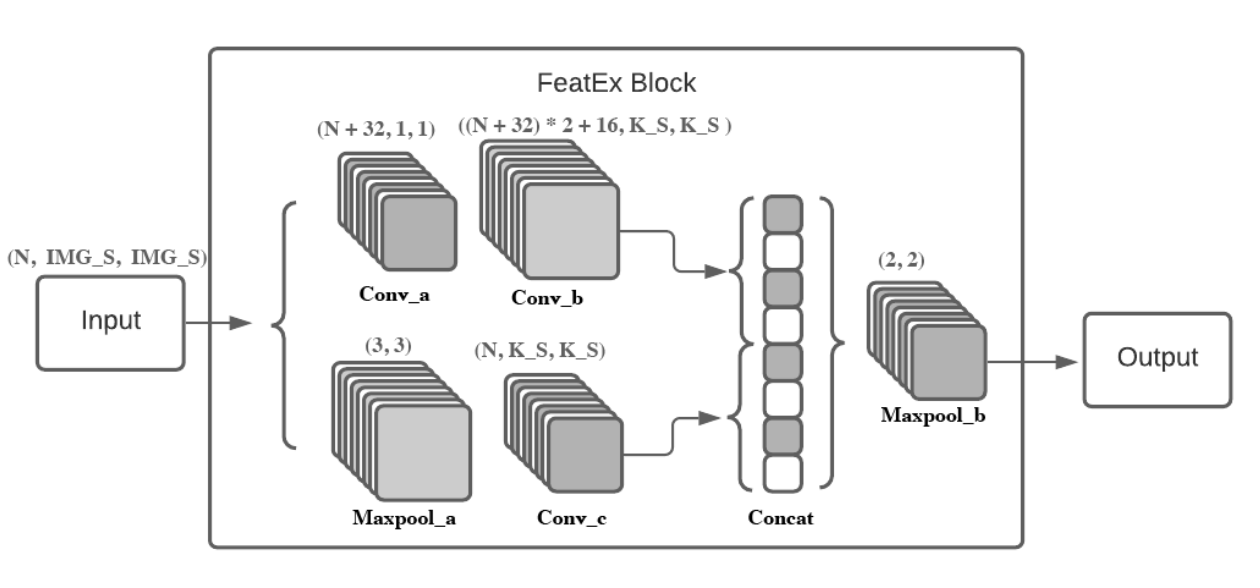 FeatEx Block
(N + 32, 1, 1)
((N + 32) * 2 + 16, K_S, K_S )
(N, IMG_S, IMG_S)
Input
Conv_a
Conv_b
(2, 2)
(3, 3)
(N, K_S, K_S)
Output
Maxpool_b
Maxpool_a
Conv_c
Concat